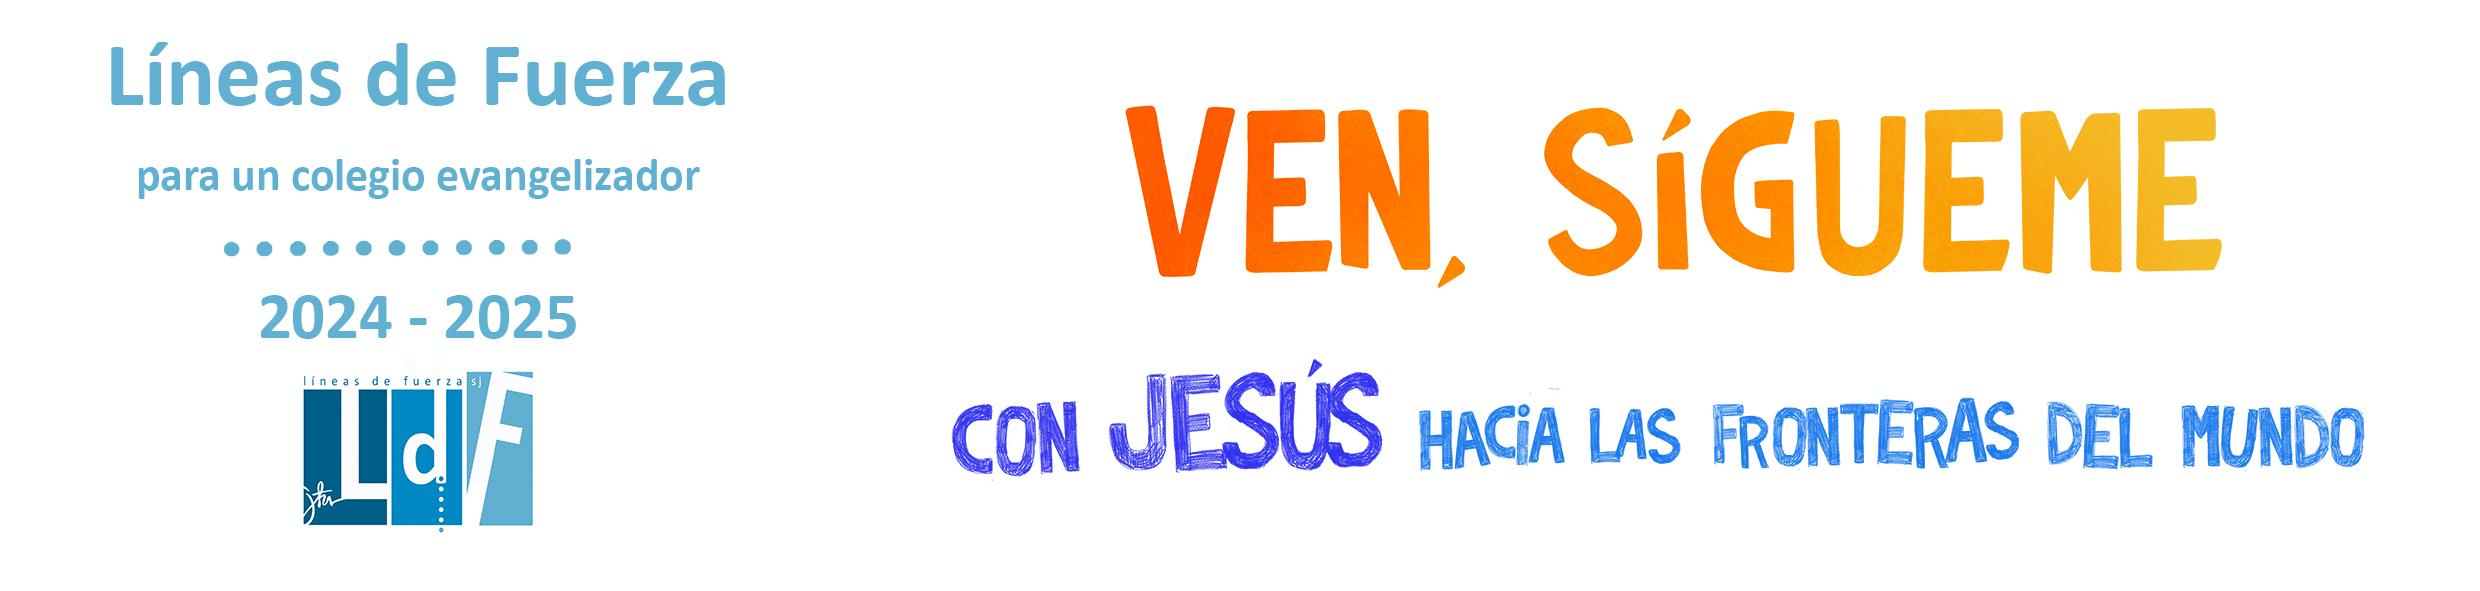 Líneas de Fuerza
para un colegio evangelizador
2024 - 2025
líneas de fuerza sj
LdF
VEN, SÍGUEME
CON JESÚS HACIA LAS FRONTERAS DEL MUNDO